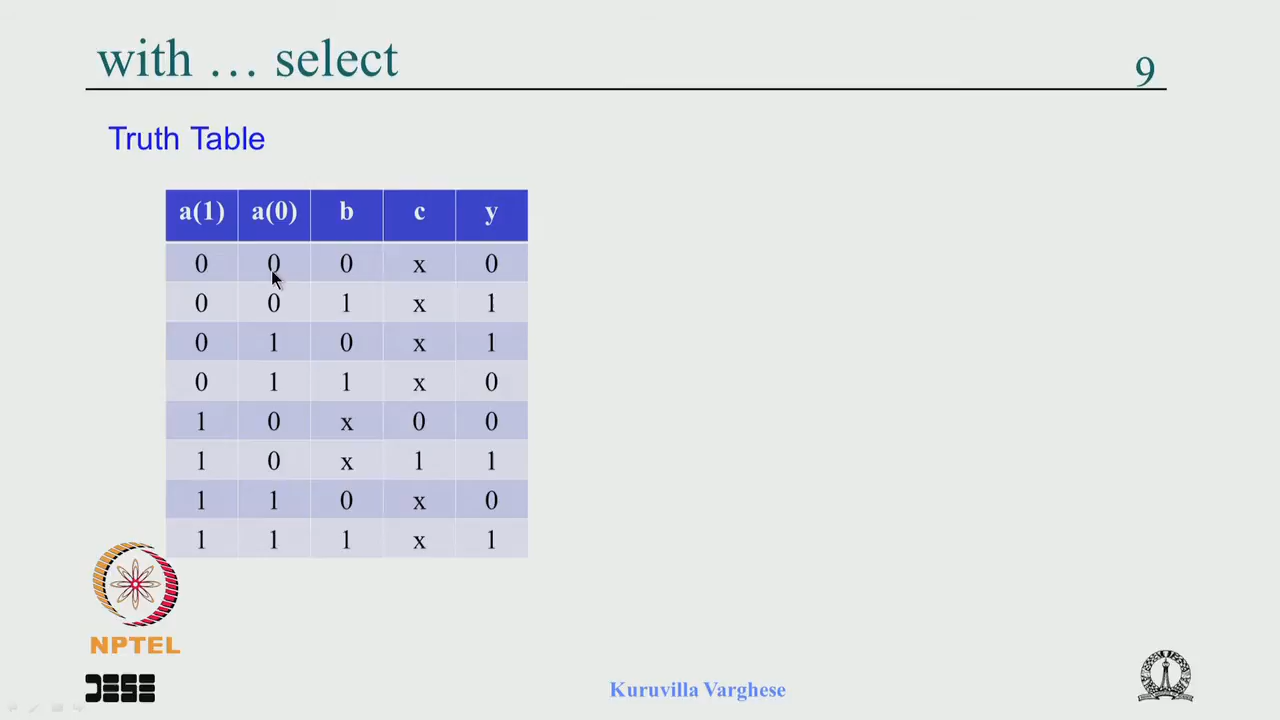 with … select
9
Truth Table
a(1) a(0) b c y
0 0 0 x 0
0 0 1 x 1
0 1 0 x 1
0 1 1 x 0
1 0 x 0 0
1 0 x 1 1
1 1 0 x 0
1 1 1 x 1
NPTEL
DESE
Kuruvilla Varghese